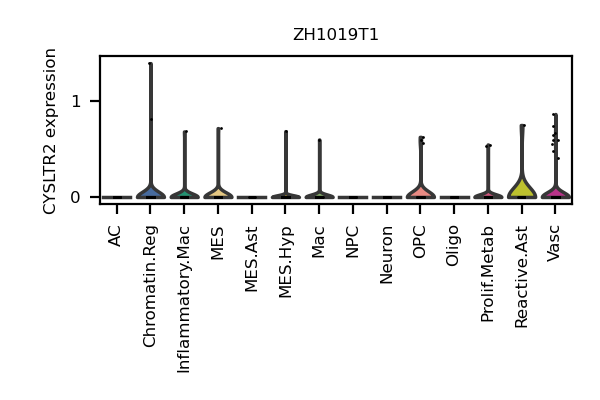 ZH1019T1
CYSLTR2 expression
1
0
AC
Chromatin.Reg
Inflammatory.Mac
MES
MES.Ast
MES.Hyp
Mac
NPC
Neuron
OPC
Oligo
Prolif.Metab
Reactive.Ast
Vasc